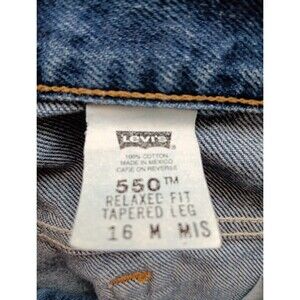 LEVI'S
100% COTTON
MADE IN MEXICO
CARE ON REVERSE
550™
RELAXED FIT
TAPERED LEG
16 M MIS